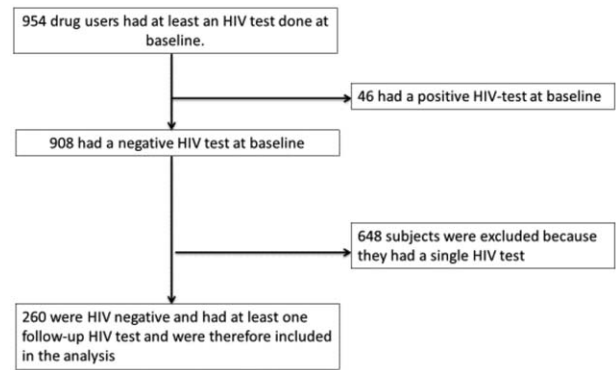 954 drug users had at least an HIV test done at
baseline.
46 had a positive HIV-test at baseline
908 had a negative HIV test at baseline
648 subjects were excluded because
they had a single HIV test
260 were HIV negative and had at least one
follow-up HIV test and were therefore included
in the analysis